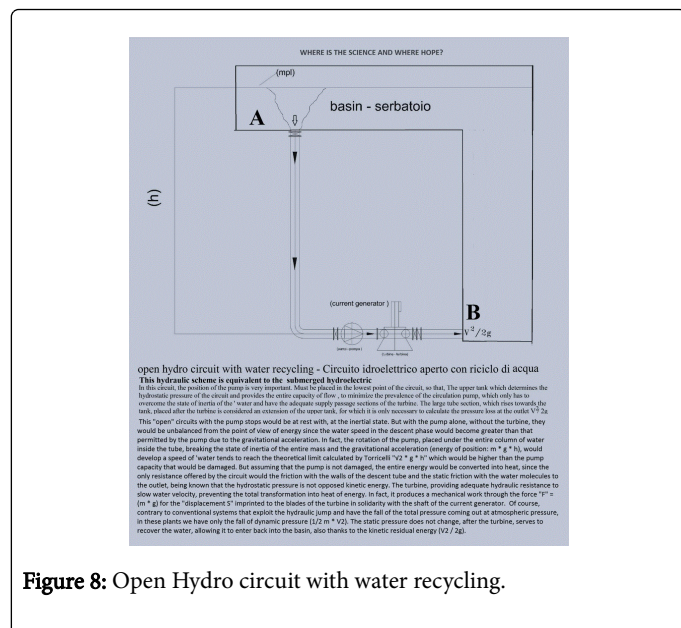 WHERE IS THE SCIENCE AND WHERE HOPE?
(mpl)
basin - serbatoio
A
(h)
(current generator )
B
V²/2g
open hydro circuit with water recycling - Circuito idroelettrico aperto con riciclo di acqua
This hydraulic scheme is equivalent to the submerged hydroelectric
In this circuit, the position of the pump is very important. Must be placed in the lowest point of the circuit, so that, The upper tank which determines the
hydrostatic pressure of the circuit and provides the entire capacity of flow , to minimize the prevalence of the circulation pump, which only has to
overcome the state of inertia of the ' water and have the adequate supply passage sections of the turbine. The large tube section, which rises towards the
tank, placed after the turbine is considered an extension of the upper tank, for which it is only necessary to calculate the pressure loss at the outlet V² 2g
This "open" circuits with the pump stops would be at rest with, at the inertial state. But with the pump alone, without the turbine, they
would be unbalanced from the point of view of energy since the water speed in the descent phase would become greater than that
permitted by the pump due to the gravitational acceleration. In fact, the rotation of the pump, placed under the entire column of water
inside the tube, breaking the state of inertia of the entire mass and the gravitational acceleration (energy of position: m * g * h), would
develop a speed of 'water tends to reach the theoretical limit calculated by Torricelli "√2 * g * h" which would be higher than the pump
capacity that would be damaged. But assuming that the pump is not damaged, the entire energy would be converted into heat, since the
only resistance offered by the circuit would the friction with the walls of the descent tube and the static friction with the water molecules to
the outlet, being known that the hydrostatic pressure is not opposed kinetic energy. The turbine, providing adequate hydraulic resistance to
slow water velocity, preventing the total transformation into heat of energy. In fact, it produces a mechanical work through the force "F" =
(m * g) for the "displacement S" imprinted to the blades of the turbine in solidarity with the shaft of the current generator. Of course,
contrary to conventional systems that exploit the hydraulic jump and have the fall of the total pressure coming out at atmospheric pressure,
in these plants we have only the fall of dynamic pressure (1/2 m * V2). The static pressure does not change, after the turbine, serves to
recover the water, allowing it to enter back into the basin, also thanks to the kinetic residual energy (V2 / 2g).
Figure 8: Open Hydro circuit with water recycling.